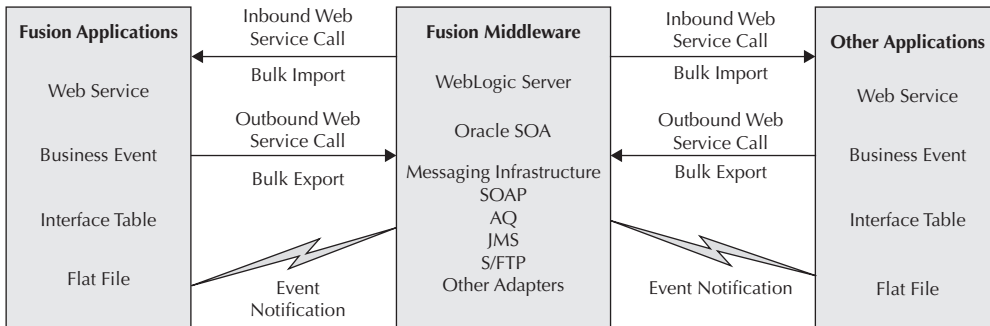 Fusion Applications
Web Service
Business Event
Interface Table
Flat File
Inbound Web
Service Call
Bulk Import
Outbound Web
Service Call
Bulk Export
Event
Notification
Fusion Middleware
WebLogic Server
Oracle SOA
Messaging Infrastructure
SOAP
AQ
JMS
S/FTP
Other Adapters
Inbound Web
Service Call
Bulk Import
Outbound Web
Service Call
Bulk Export
Event Notification
Other Applications
Web Service
Business Event
Interface Table
Flat File